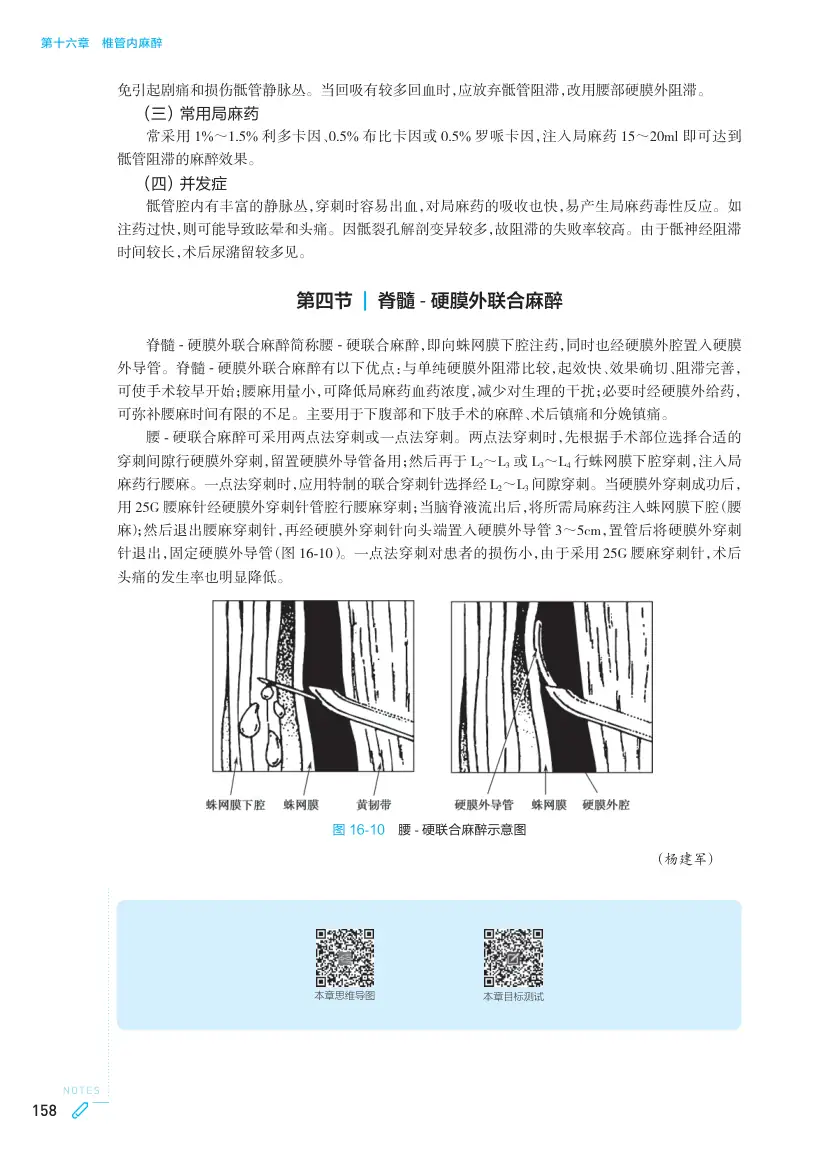 第十六章 椎管内麻醉
免引起剧痛和损伤骶管静脉丛。当回吸有较多回血时,应放弃骶管阻滞,改用腰部硬膜外阻滞。
(三)常用局麻药
常采用 1%～1.5% 利多卡因、0.5% 布比卡因或 0.5% 罗哌卡因,注入局麻药 15～20ml 即可达到
骶管阻滞的麻醉效果。
(四)并发症
骶管腔内有丰富的静脉丛,穿刺时容易出血,对局麻药的吸收也快,易产生局麻药毒性反应。如
注药过快,则可能导致眩晕和头痛。因骶裂孔解剖变异较多,故阻滞的失败率较高。由于骶神经阻滞
时间较长,术后尿潴留较多见。
第四节 | 脊髓 - 硬膜外联合麻醉
脊髓 - 硬膜外联合麻醉简称腰 - 硬联合麻醉,即向蛛网膜下腔注药,同时也经硬膜外腔置入硬膜
外导管。脊髓 - 硬膜外联合麻醉有以下优点:与单纯硬膜外阻滞比较,起效快、效果确切、阻滞完善,
可使手术较早开始;腰麻用量小,可降低局麻药血药浓度,减少对生理的干扰;必要时经硬膜外给药,
可弥补腰麻时间有限的不足。主要用于下腹部和下肢手术的麻醉、术后镇痛和分娩镇痛。
腰 - 硬联合麻醉可采用两点法穿刺或一点法穿刺。两点法穿刺时,先根据手术部位选择合适的
穿刺间隙行硬膜外穿刺,留置硬膜外导管备用;然后再于 L₂～L₃ 或 L₃～L₄ 行蛛网膜下腔穿刺,注入局
麻药行腰麻。一点法穿刺时,应用特制的联合穿刺针选择经 L₂～L₃ 间隙穿刺。当硬膜外穿刺成功后,
用 25G 腰麻针经硬膜外穿刺针管腔行腰麻穿刺;当脑脊液流出后,将所需局麻药注入蛛网膜下腔(腰
麻);然后退出腰麻穿刺针,再经硬膜外穿刺针向头端置入硬膜外导管 3～5cm,置管后将硬膜外穿刺
针退出,固定硬膜外导管(图 16-10)。一点法穿刺对患者的损伤小,由于采用 25G 腰麻穿刺针,术后
头痛的发生率也明显降低。
蛛网膜下腔 蛛网膜 黄韧带 硬膜外导管 蛛网膜 硬膜外腔
图 16-10 腰 - 硬联合麻醉示意图
(杨建军)
本章思维导图 本章目标测试
NOTES
158